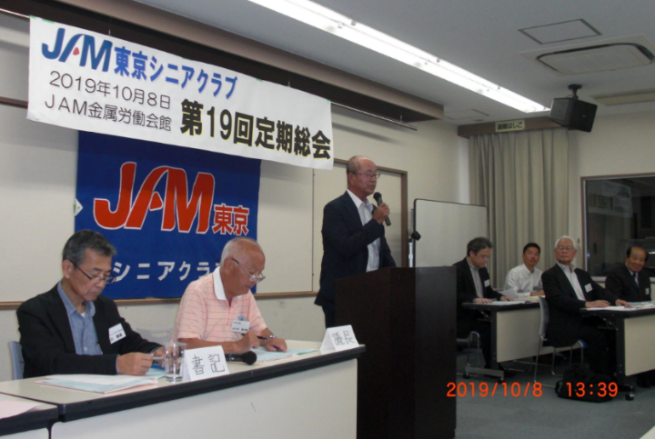 JAM東京シニアクラブ
2019年10月8日
JAM金属労働会館 第19回定期総会
JAM東京
シニアクラブ
書記
議長
2019/10/8 13:39